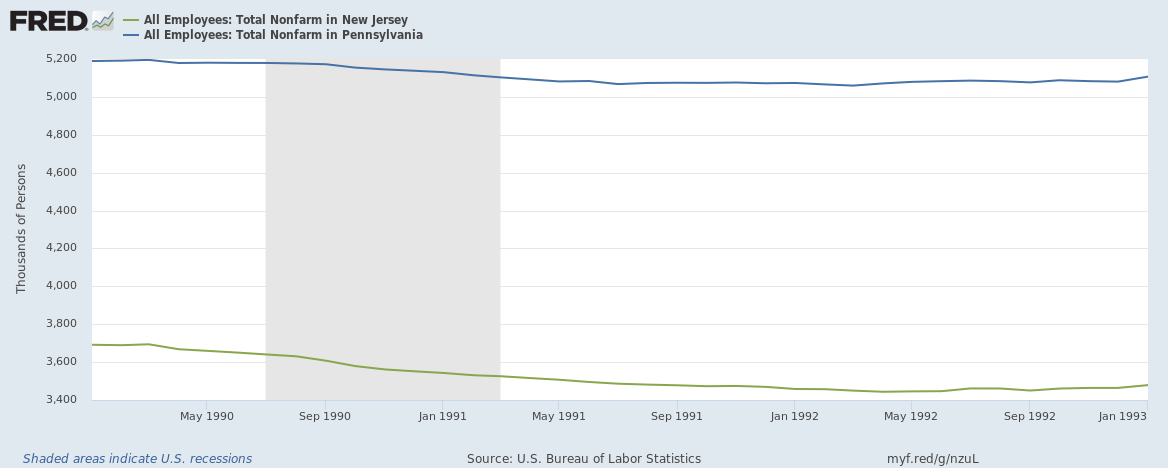 FRED
All Employees: Total Nonfarm in New Jersey
All Employees: Total Nonfarm in Pennsylvania
Thousands of Persons
5,200
5,000
4,800
4,600
4,400
4,200
4,000
3,800
3,600
3,400
May 1990 Sep 1990 Jan 1991 May 1991 Sep 1991 Jan 1992 May 1992 Sep 1992 Jan 1993
Shaded areas indicate U.S. recessions Source: U.S. Bureau of Labor Statistics myf.red/g/nzuL